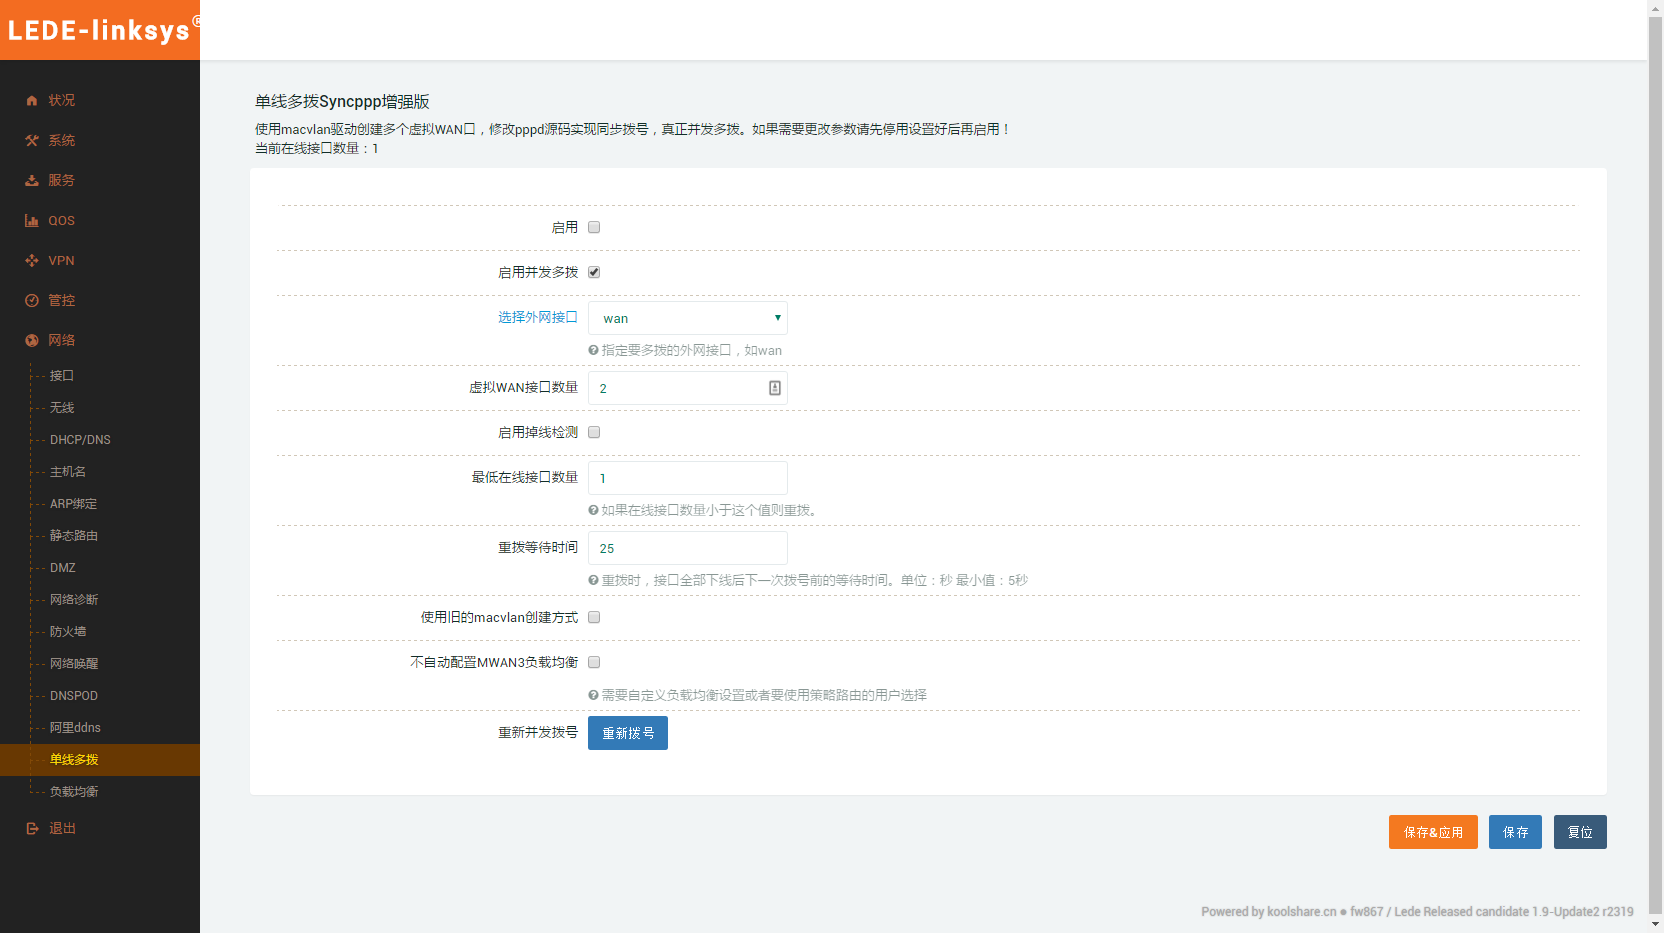 LEDE-linksys®
状况
系统
服务
QOS
VPN
管控
网络
接口
无线
DHCP/DNS
主机名
ARP绑定
静态路由
DMZ
网络诊断
防火墙
网络唤醒
DNSPOD
阿里ddns
单线多拨
负载均衡
退出
单线多拨Syncppp增强版
使用macvlan驱动创建多个虚拟WAN口，修改pppd源码实现同步拨号，真正并发多拨。如果需要更改参数请先停用设置好后再启用！
当前在线接口数量：1
启用
启用并发多拨
选择外网接口 wan
指定要多拨的外网接口，如wan
虚拟WAN接口数量 2
启用掉线检测
最低在线接口数量 1
如果在线接口数量小于这个值则重拨。
重拨等待时间 25
重拨时，接口全部下线后下一次拨号前的等待时间。单位：秒 最小值：5秒
使用旧的macvlan创建方式
不自动配置MWAN3负载均衡
需要自定义负载均衡设置或者要使用策略路由的用户选择
重新并发拨号 重新拨号
保存&应用 保存 复位
Powered by koolshare.cn ● fw867 / Lede Released candidate 1.9-Update2 r2319